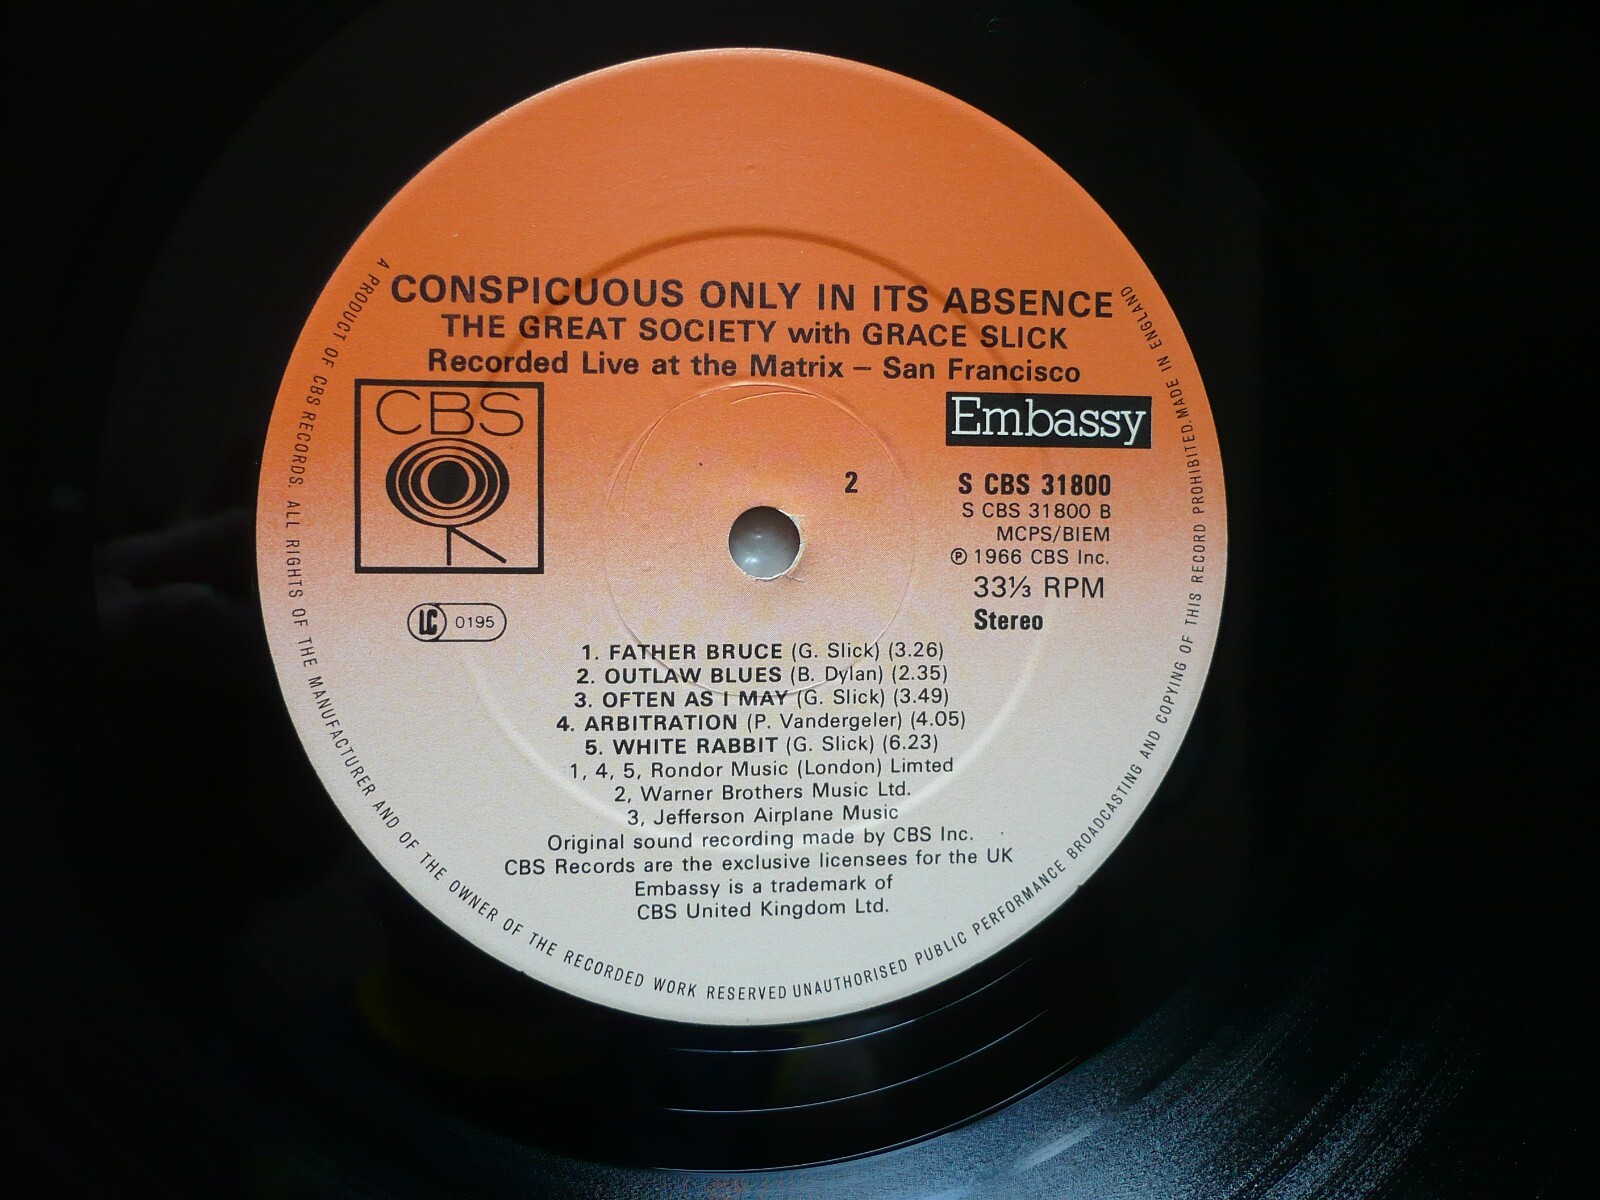 CONSPICUOUS ONLY IN ITS ABSENCE
THE GREAT SOCIETY with GRACE SLICK
Recorded Live at the Matrix – San Francisco
CBS
Embassy
2
S CBS 31800
S CBS 31800 B
MCPS/BIEM
℗ 1966 CBS Inc.
33⅓ RPM
Stereo
LC 0195
1. FATHER BRUCE (G. Slick) (3.26)
2. OUTLAW BLUES (B. Dylan) (2.35)
3. OFTEN AS I MAY (G. Slick) (3.49)
4. ARBITRATION (P. Vandergeler) (4.05)
5. WHITE RABBIT (G. Slick) (6.23)
1, 4, 5, Rondor Music (London) Limted
2, Warner Brothers Music Ltd.
3, Jefferson Airplane Music
Original sound recording made by CBS Inc.
CBS Records are the exclusive licensees for the UK
Embassy is a trademark of
CBS United Kingdom Ltd.
A PRODUCT OF CBS RECORDS. ALL RIGHTS OF THE MANUFACTURER AND OF THE OWNER OF THE RECORDED WORK RESERVED UNAUTHORISED PUBLIC PERFORMANCE BROADCASTING AND COPYING OF THIS RECORD PROHIBITED. MADE IN ENGLAND